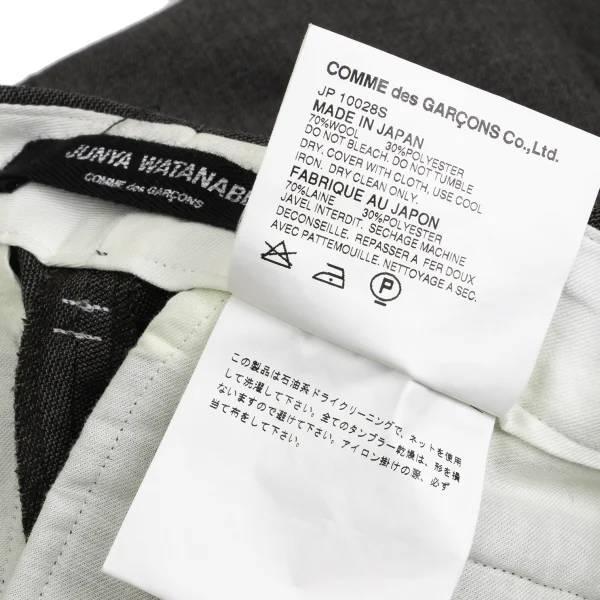 JUNYA WATANAB
COMME des GARÇONS
COMME des GARÇONS Co., Ltd.
JP 10028S
MADE IN JAPAN
70%WOOL 30%POLYESTER
DO NOT BLEACH. DO NOT TUMBLE
DRY. COVER WITH CLOTH. USE COOL
IRON. DRY CLEAN ONLY.
FABRIQUE AU JAPON
70%LAINE 30%POLYESTER
JAVEL INTERDIT. SECHAGE MACHINE
DECONSEILLE. REPASSER A FER DOUX
AVEC PATTEMOUILLE. NETTOYAGE A SEC.
P
この製品は石油系ドライクリーニングで、ネットを使用
して洗濯して下さい。全てのタンブラー乾燥は、形を損
ないますので避けて下さい。アイロン掛けの際、必ず
当て布をして下さい。